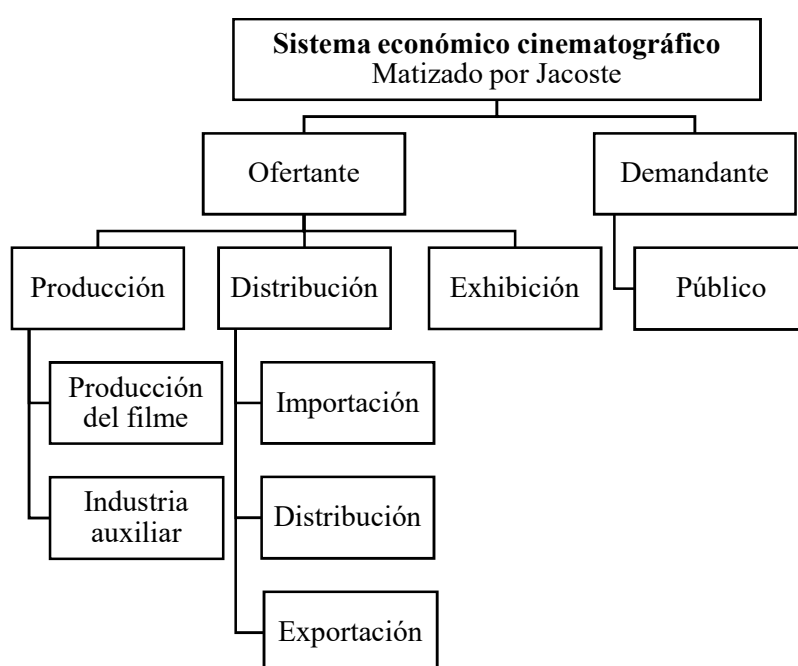 Sistema económico cinematográfico
Matizado por Jacoste
Ofertante
Demandante
Producción
Distribución
Exhibición
Público
Producción
del filme
Importación
Industria
auxiliar
Distribución
Exportación